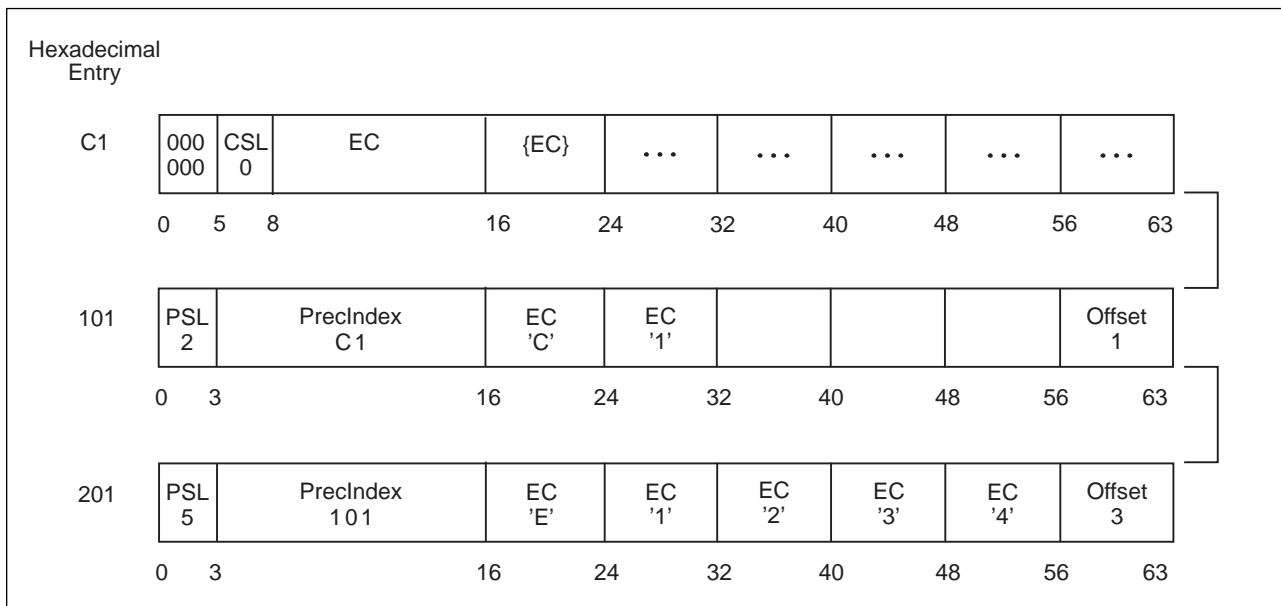 Hexadecimal
Entry
C1
000 CSL EC {EC} ... ... ... ... ...
000 0
0 5 8 16 24 32 40 48 56 63
101
PSL PrecIndex EC EC Offset
2 C1 'C' '1' 1
0 3 16 24 32 40 48 56 63
201
PSL PrecIndex EC EC EC EC EC Offset
5 101 'E' '1' '2' '3' '4' 3
0 3 16 24 32 40 48 56 63